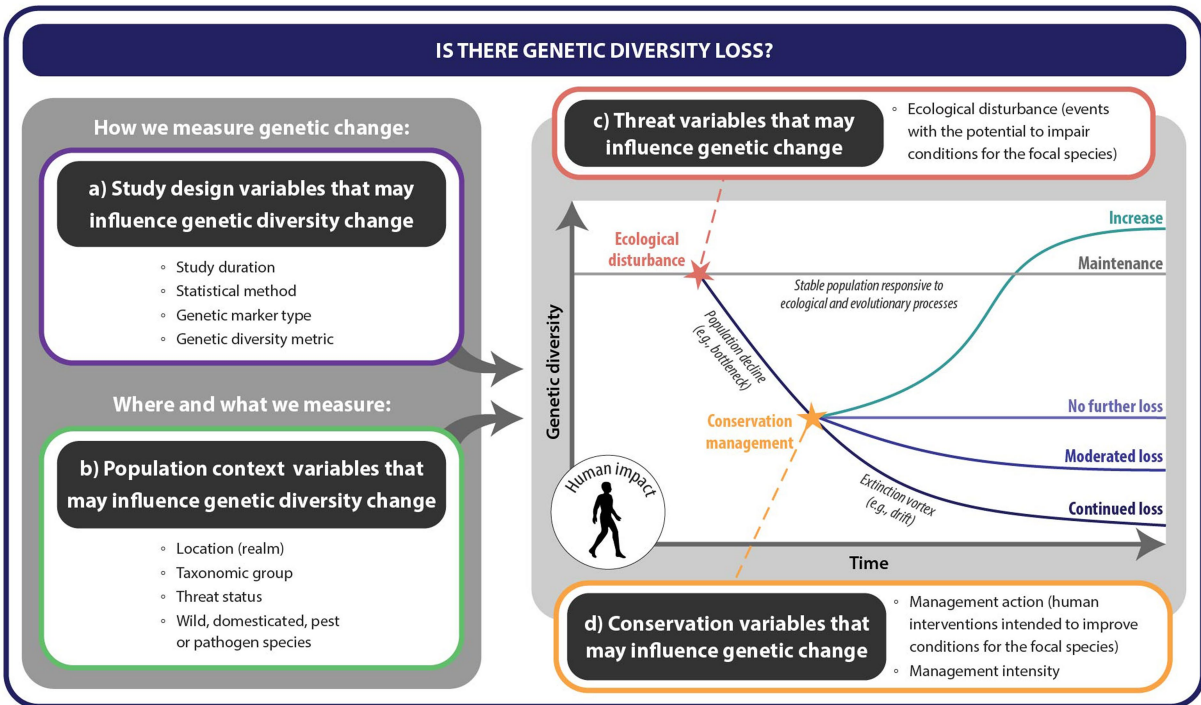 IS THERE GENETIC DIVERSITY LOSS?
How we measure genetic change:
a) Study design variables that may
influence genetic diversity change
◦ Study duration
◦ Statistical method
◦ Genetic marker type
◦ Genetic diversity metric
Where and what we measure:
b) Population context variables that
may influence genetic diversity change
◦ Location (realm)
◦ Taxonomic group
◦ Threat status
◦ Wild, domesticated, pest
or pathogen species
c) Threat variables that may
influence genetic change
◦ Ecological disturbance (events
with the potential to impair
conditions for the focal species)
Genetic diversity
Ecological
disturbance
Increase
Maintenance
Stable population responsive to
ecological and evolutionary processes
Population decline
(e.g., bottleneck)
Conservation
management
No further loss
Moderated loss
Extinction vortex
(e.g., drift)
Continued loss
Human impact
Time
d) Conservation variables that
may influence genetic change
◦ Management action (human
interventions intended to improve
conditions for the focal species)
◦ Management intensity